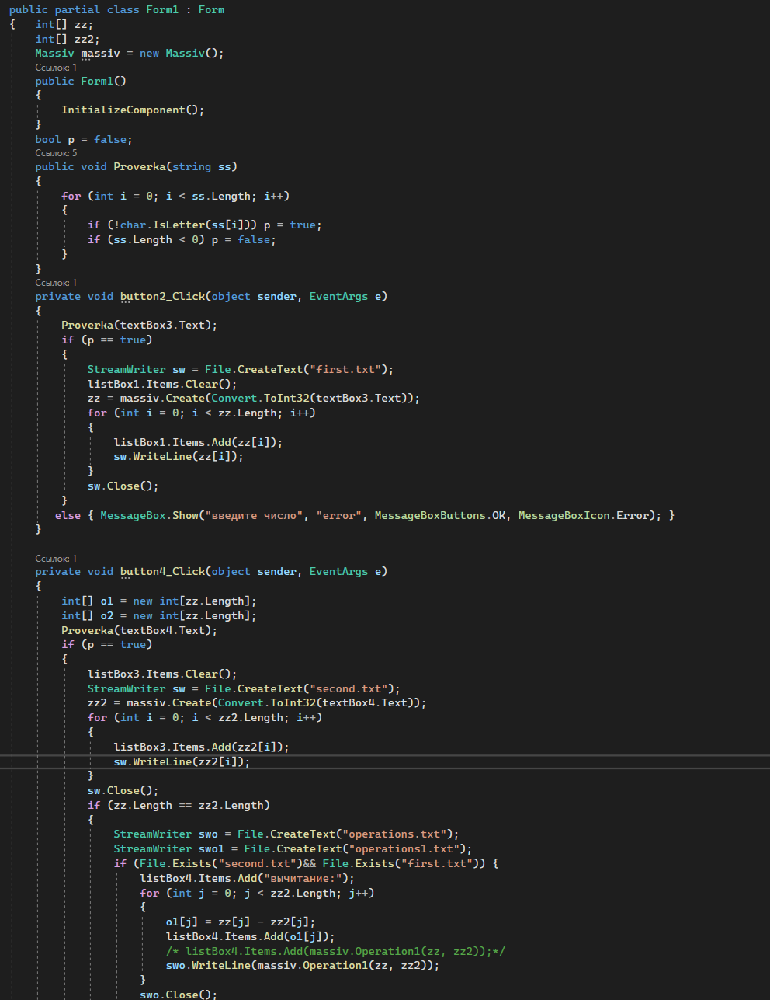 public partial class Form1 : Form
{   int[] zz;
    int[] zz2;
    Massiv massiv = new Massiv();
    Ссылок: 1
    public Form1()
    {
        InitializeComponent();
    }
    bool p = false;
    Ссылок: 5
    public void Proverka(string ss)
    {
        for (int i = 0; i < ss.Length; i++)
        {
            if (!char.IsLetter(ss[i])) p = true;
            if (ss.Length < 0) p = false;
        }
    }
    Ссылок: 1
    private void button2_Click(object sender, EventArgs e)
    {
        Proverka(textBox3.Text);
        if (p == true)
        {
            StreamWriter sw = File.CreateText("first.txt");
            listBox1.Items.Clear();
            zz = massiv.Create(Convert.ToInt32(textBox3.Text));
            for (int i = 0; i < zz.Length; i++)
            {
                listBox1.Items.Add(zz[i]);
                sw.WriteLine(zz[i]);
            }
            sw.Close();
        }
       else { MessageBox.Show("введите число", "error", MessageBoxButtons.OK, MessageBoxIcon.Error); }
    }
    Ссылок: 1
    private void button4_Click(object sender, EventArgs e)
    {
        int[] o1 = new int[zz.Length];
        int[] o2 = new int[zz.Length];
        Proverka(textBox4.Text);
        if (p == true)
        {
            listBox3.Items.Clear();
            StreamWriter sw = File.CreateText("second.txt");
            zz2 = massiv.Create(Convert.ToInt32(textBox4.Text));
            for (int i = 0; i < zz2.Length; i++)
            {
                listBox3.Items.Add(zz2[i]);
                sw.WriteLine(zz2[i]);
            }
            sw.Close();
            if (zz.Length == zz2.Length)
            {
                StreamWriter swo = File.CreateText("operations.txt");
                StreamWriter swo1 = File.CreateText("operations1.txt");
                if (File.Exists("second.txt")&& File.Exists("first.txt")) {
                    listBox4.Items.Add("вычитание:");
                    for (int j = 0; j < zz2.Length; j++)
                    {
                        o1[j] = zz[j] - zz2[j];
                        listBox4.Items.Add(o1[j]);
                        /* listBox4.Items.Add(massiv.Operation1(zz, zz2));*/
                        swo.WriteLine(massiv.Operation1(zz, zz2));
                    }
                    swo.Close();